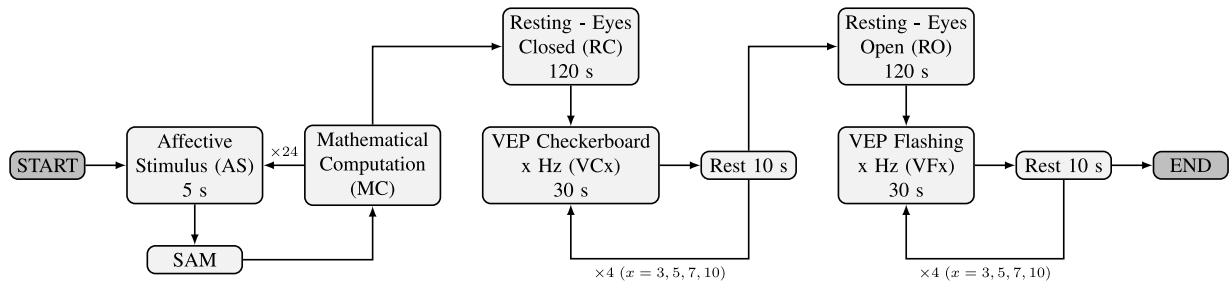 START
Affective
Stimulus (AS)
5 s
SAM
×24
Mathematical
Computation
(MC)
Resting - Eyes
Closed (RC)
120 s
VEP Checkerboard
x Hz (VCx)
30 s
Rest 10 s
×4 (x = 3, 5, 7, 10)
Resting - Eyes
Open (RO)
120 s
VEP Flashing
x Hz (VFx)
30 s
Rest 10 s
×4 (x = 3, 5, 7, 10)
END